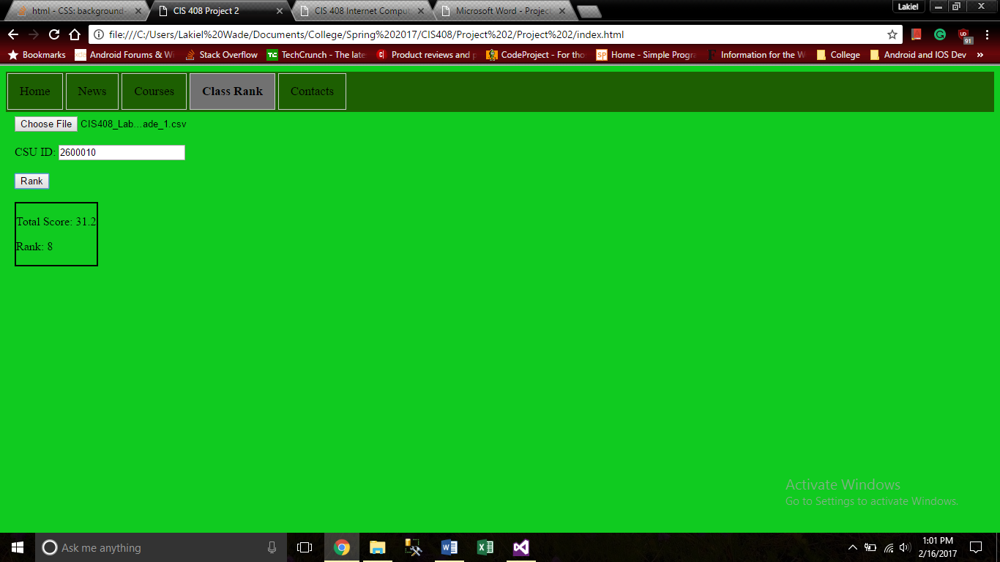 html - CSS: background-
CIS 408 Project 2
CIS 408 Internet Comput
Microsoft Word - Project
Lakiel
file:///C:/Users/Lakiel%20Wade/Documents/College/Spring%202017/CIS408/Project%202/Project%202/index.html
91
Bookmarks
Android Forums & W
Stack Overflow
TechCrunch - The late
Product reviews and p
CodeProject - For tho
Home - Simple Progra
Information for the W
College
Android and IOS Dev
»
Home
News
Courses
Class Rank
Contacts
Choose File CIS408_Lab...ade_1.csv
CSU ID: 2600010
Rank
Total Score: 31.2
Rank: 8
Activate Windows
Go to Settings to activate Windows.
Ask me anything
1:01 PM
2/16/2017